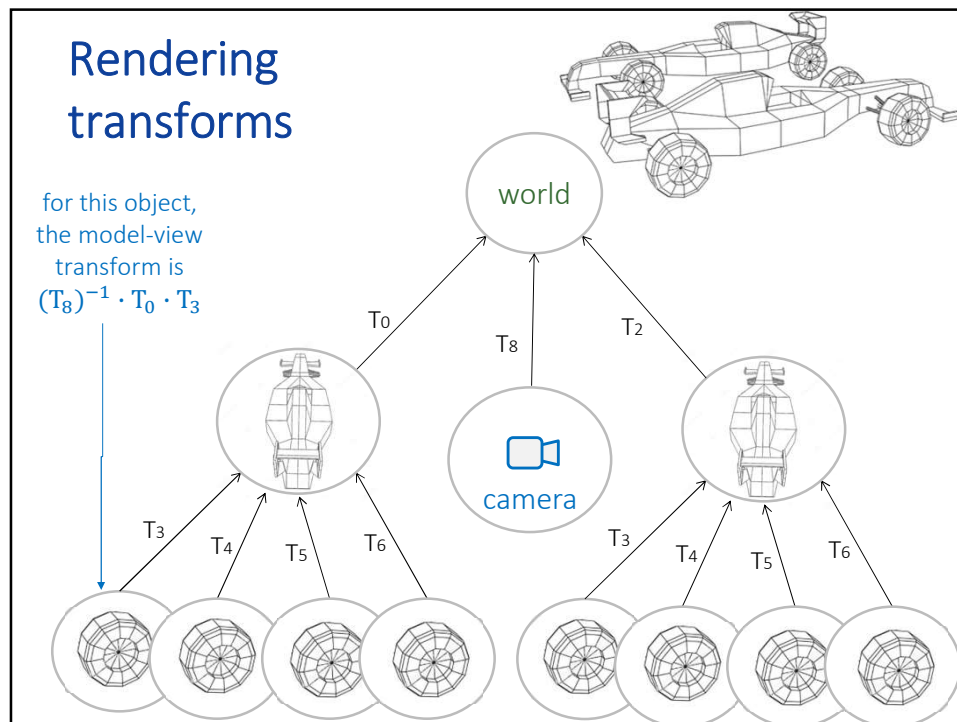 Rendering
transforms
for this object,
the model-view
transform is
(T₈)⁻¹ · T₀ · T₃
world
T0
T8
T2
camera
T3
T4
T5
T6
T3
T4
T5
T6